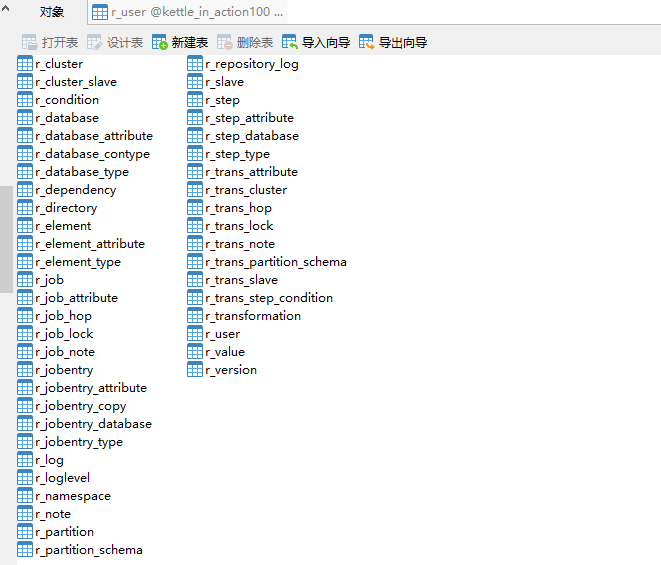 对象
r_user @kettle_in_action100 ...
打开表 设计表 新建表 删除表 导入向导 导出向导
r_cluster
r_cluster_slave
r_condition
r_database
r_database_attribute
r_database_contype
r_database_type
r_dependency
r_directory
r_element
r_element_attribute
r_element_type
r_job
r_job_attribute
r_job_hop
r_job_lock
r_job_note
r_jobentry
r_jobentry_attribute
r_jobentry_copy
r_jobentry_database
r_jobentry_type
r_log
r_loglevel
r_namespace
r_note
r_partition
r_partition_schema
r_repository_log
r_slave
r_step
r_step_attribute
r_step_database
r_step_type
r_trans_attribute
r_trans_cluster
r_trans_hop
r_trans_lock
r_trans_note
r_trans_partition_schema
r_trans_slave
r_trans_step_condition
r_transformation
r_user
r_value
r_version